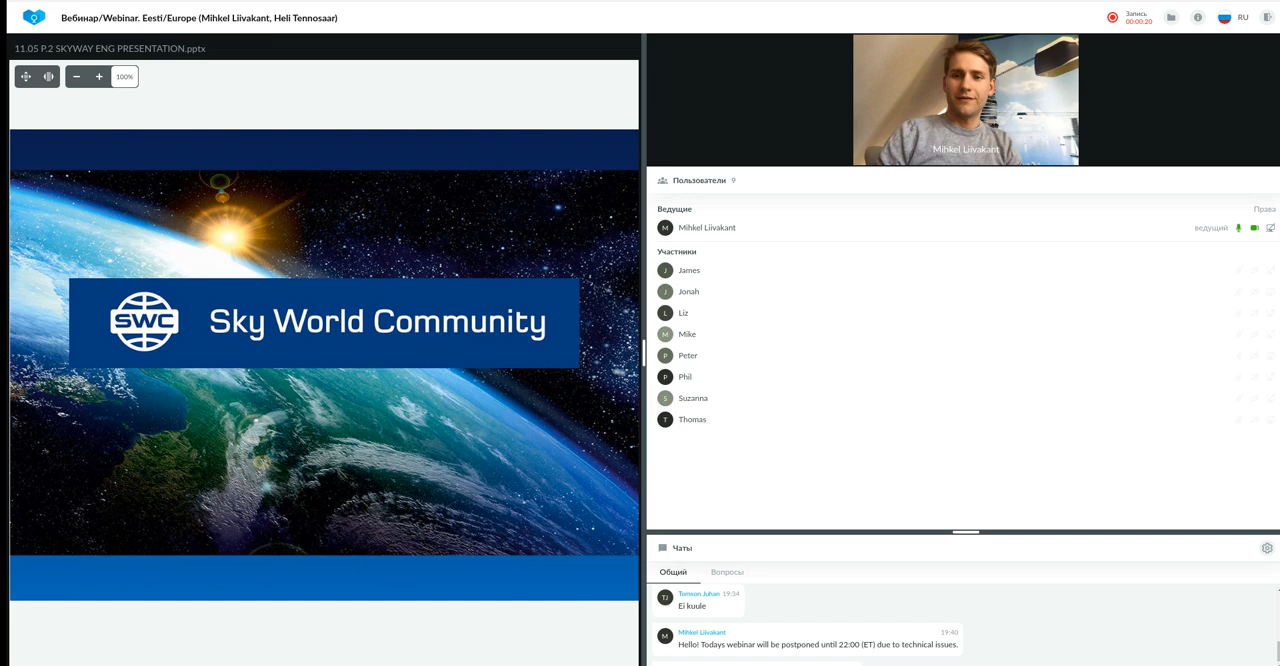 Вебинар/Webinar. Eesti/Europe (Mihkel Liivakant, Heli Tennosaar)
Запись
00:00:20
RU
11.05 P.2 SKYWAY ENG PRESENTATION.pptx
100%
SWC
Sky World Community
Mihkel Liivakant
Пользователи 9
Ведущие
Права
M Mihkel Liivakant ведущий
Участники
J James
J Jonah
L Liz
M Mike
P Peter
P Phil
S Suzanna
T Thomas
Чаты
Общий Вопросы
TJ Tomson Juhan 19:34
Ei kuule
M Mihkel Liivakant 19:40
Hello! Todays webinar will be postponed until 22:00 (ET) due to technical issues.